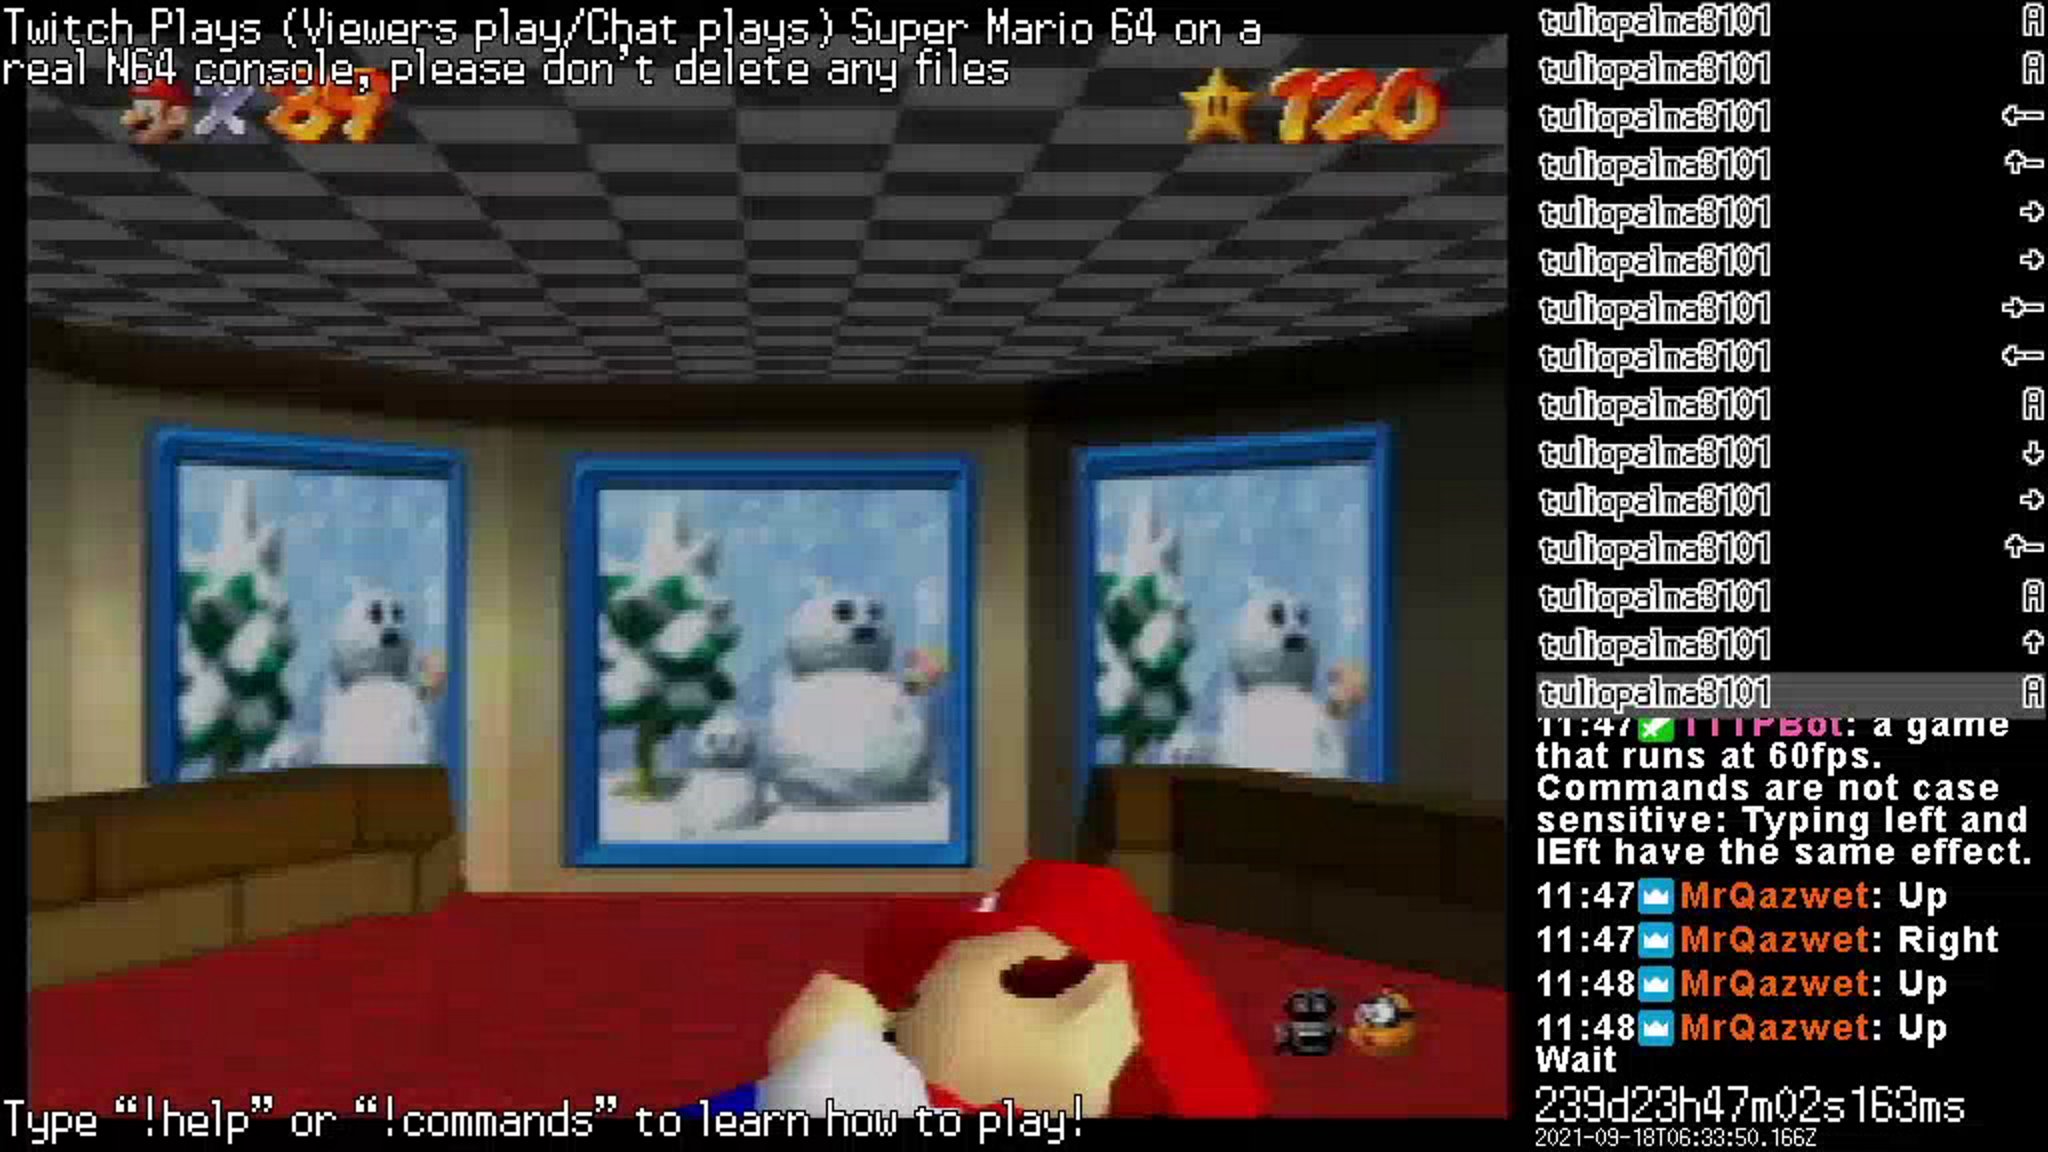 Twitch Plays (Viewers play/Chat plays) Super Mario 64 on a
real N64 console, please don't delete any files
120
tuliopalma3101 A
tuliopalma3101 A
tuliopalma3101 ←
tuliopalma3101 ↑
tuliopalma3101 →
tuliopalma3101 →
tuliopalma3101 →
tuliopalma3101 ←
tuliopalma3101 A
tuliopalma3101 ↓
tuliopalma3101 →
tuliopalma3101 ↑
tuliopalma3101 A
tuliopalma3101 ↑
tuliopalma3101 A
11:47 TTTPBot: a game
that runs at 60fps.
Commands are not case
sensitive: Typing left and
lEft have the same effect.
11:47 MrQazwet: Up
11:47 MrQazwet: Right
11:48 MrQazwet: Up
11:48 MrQazwet: Up
Wait
239d23h47m02s163ms
2021-09-18T06:33:50.166Z
Type “!help” or “!commands” to learn how to play!